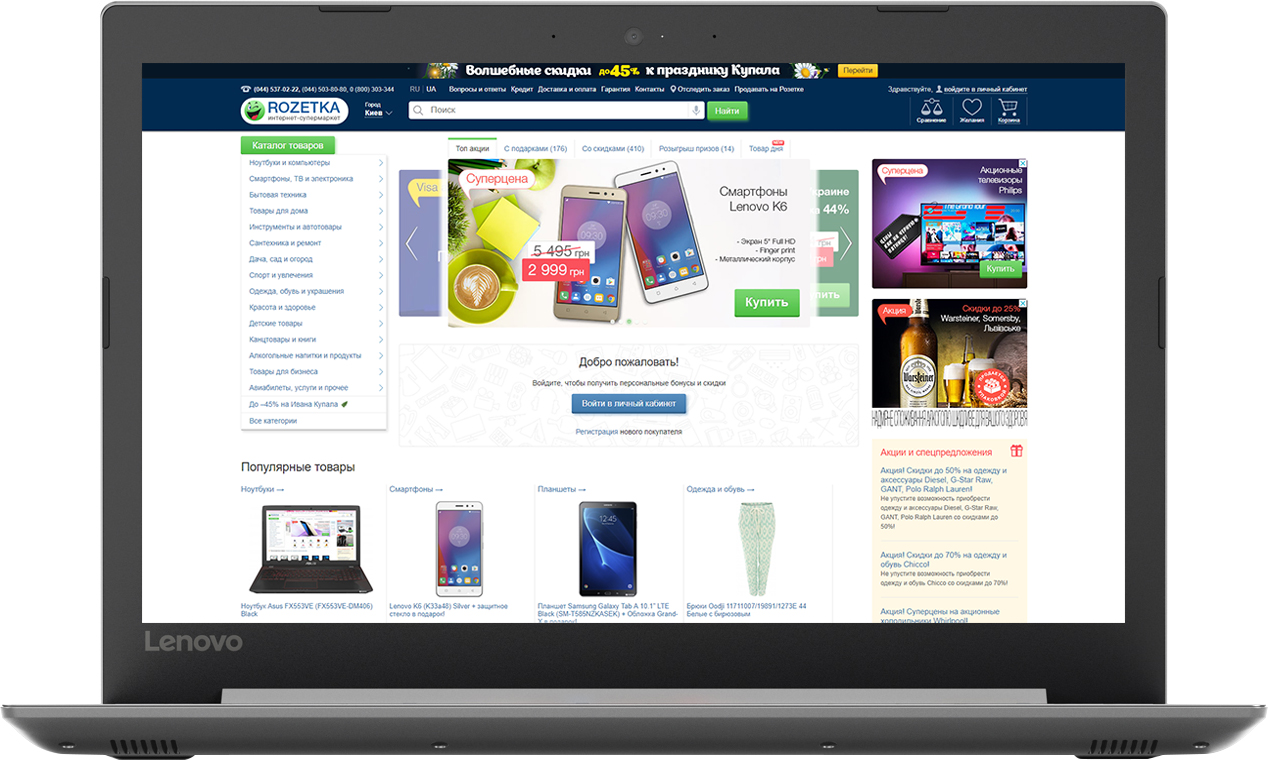 Волшебные скидки до 45% к празднику Купала Перейти
(044) 537-02-22, (044) 503-80-80, 0 (800) 303-344 RU UA Вопросы и ответы Кредит Доставка и оплата Гарантия Контакты Отследить заказ Продавать на Розетке Здравствуйте, войдите в личный кабинет
ROZETKA
интернет-супермаркет
Город
Киев
Поиск
Найти
Сравнение Желания Корзина
Каталог товаров
Ноутбуки и компьютеры
Смартфоны, ТВ и электроника
Бытовая техника
Товары для дома
Инструменты и автотовары
Сантехника и ремонт
Дача, сад и огород
Спорт и увлечения
Одежда, обувь и украшения
Красота и здоровье
Детские товары
Канцтовары и книги
Алкогольные напитки и продукты
Товары для бизнеса
Авиабилеты, услуги и прочее
До -45% на Ивана Купала
Все категории
Топ акции С подарками (176) Со скидками (410) Розыгрыш призов (14) Товар дня
Visa
Суперцена
5 495 грн
2 999 грн
Смартфоны
Lenovo K6
- Экран 5" Full HD
- Finger print
- Металлический корпус
Купить
44%
Добро пожаловать!
Войдите, чтобы получить персональные бонусы и скидки
Войти в личный кабинет
Регистрация нового покупателя
Суперцена
Акционные
телевизоры
Philips
Купить
Акция
Скидки до 25%
Warsteiner, Somersby,
Львівське
Warsteiner
Акции и спецпредложения
Акция! Скидки до 50% на одежду и
аксессуары Diesel, G-Star Raw,
GANT, Polo Ralph Lauren!
Не упустите возможность приобрести
одежду и аксессуары Diesel, G-Star Raw,
GANT, Polo Ralph Lauren со скидками до
50%!
Акция! Скидки до 70% на одежду и
обувь Chicco!
Не упустите возможность приобрести
одежду и обувь Chicco со скидками до 70%!
Акция! Суперцены на акционные
холодильники Whirlpool!
Популярные товары
Ноутбуки → Смартфоны → Планшеты → Одежда и обувь →
Ноутбук Asus FX553VE (FX553VE-DM406)
Black
Lenovo K6 (K33a48) Silver + защитное
стекло в подарок!
Планшет Samsung Galaxy Tab A 10.1" LTE
Black (SM-T585NZKASEK) + Обложка Grand-
X в подарок!
Брюки Oodji 11711007/19891/1273E 44
Белые с бирюзовым
Lenovo